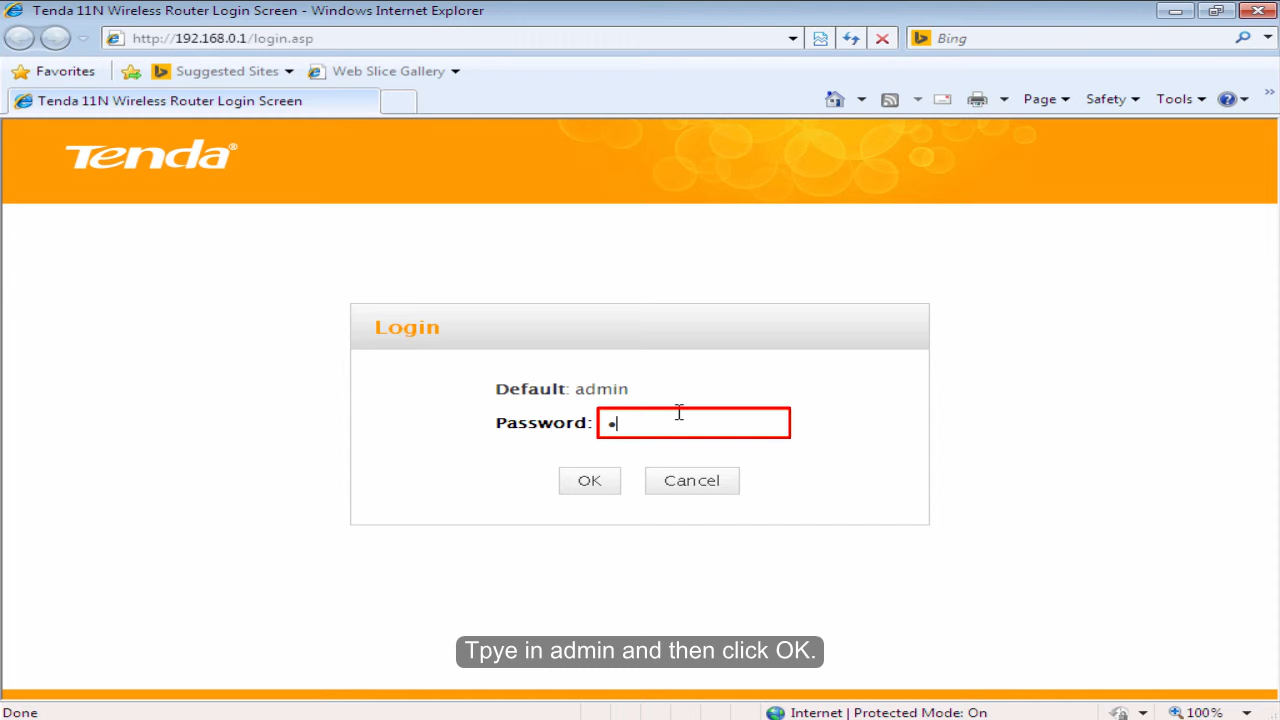 Tenda 11N Wireless Router Login Screen - Windows Internet Explorer
http://192.168.0.1/login.asp
Bing
Favorites
Suggested Sites
Web Slice Gallery
Tenda 11N Wireless Router Login Screen
Page
Safety
Tools
»
Tenda®
Login
Default: admin
Password: •
OK
Cancel
Tpye in admin and then click OK.
Done
Internet | Protected Mode: On
100%